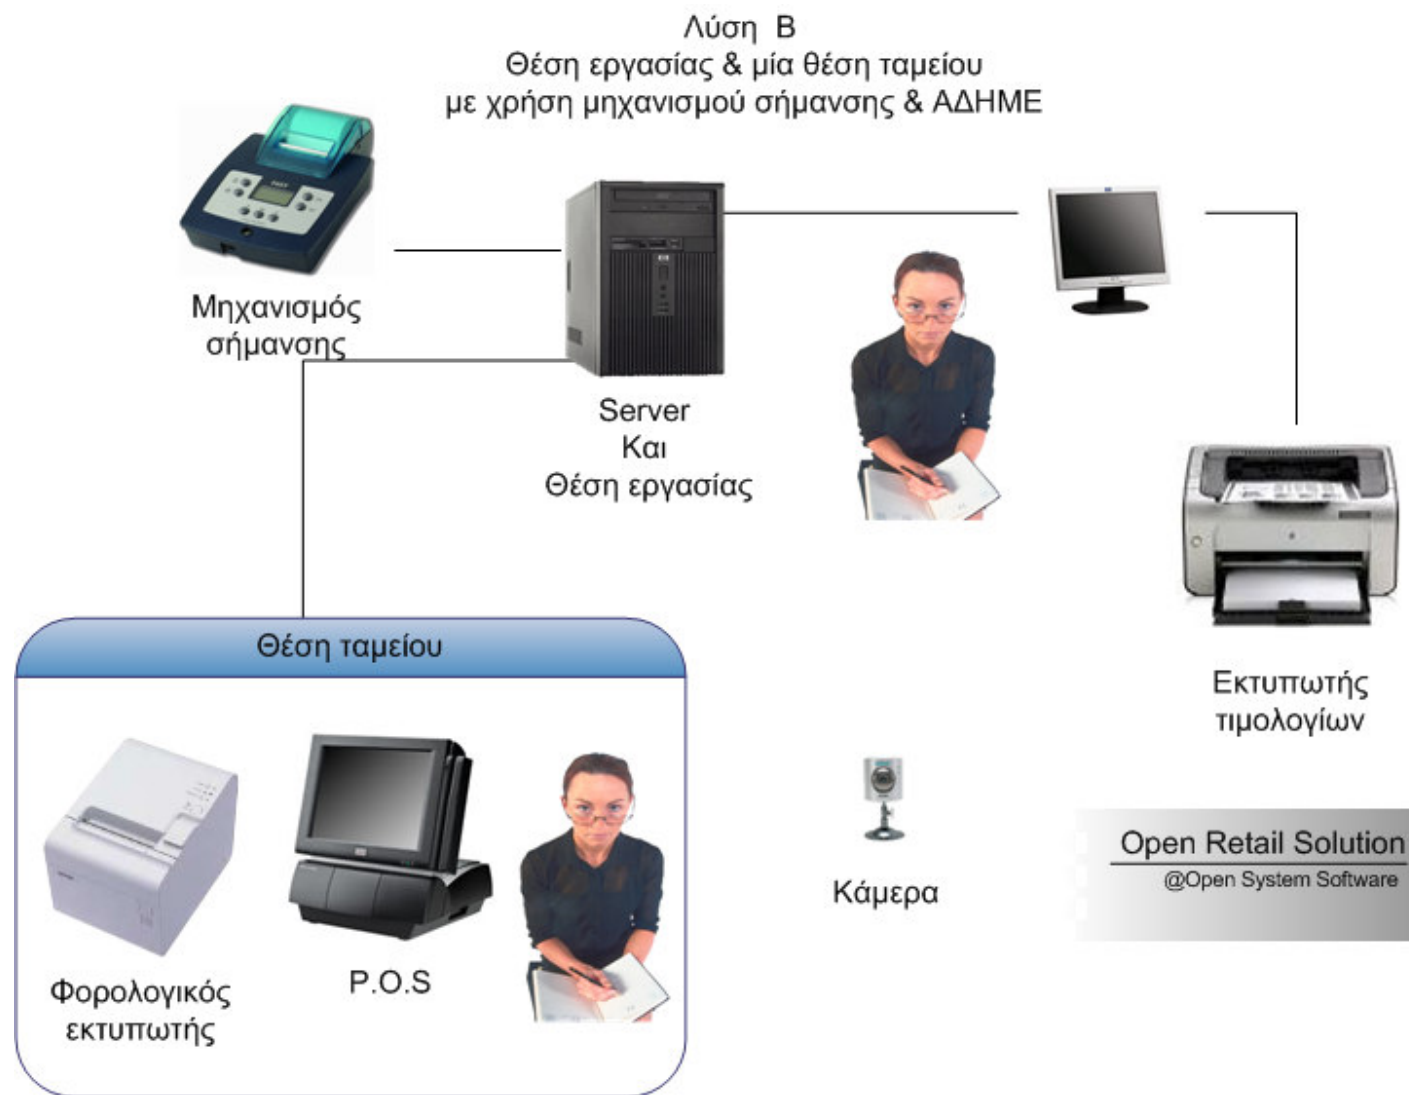 Λύση Β
Θέση εργασίας & μία θέση ταμείου
με χρήση μηχανισμού σήμανσης & ΑΔΗΜΕ
Μηχανισμός
σήμανσης
Server
Και
Θέση εργασίας
Εκτυπωτής
τιμολογίων
Θέση ταμείου
Φορολογικός
εκτυπωτής
P.O.S
Κάμερα
Open Retail Solution
@Open System Software